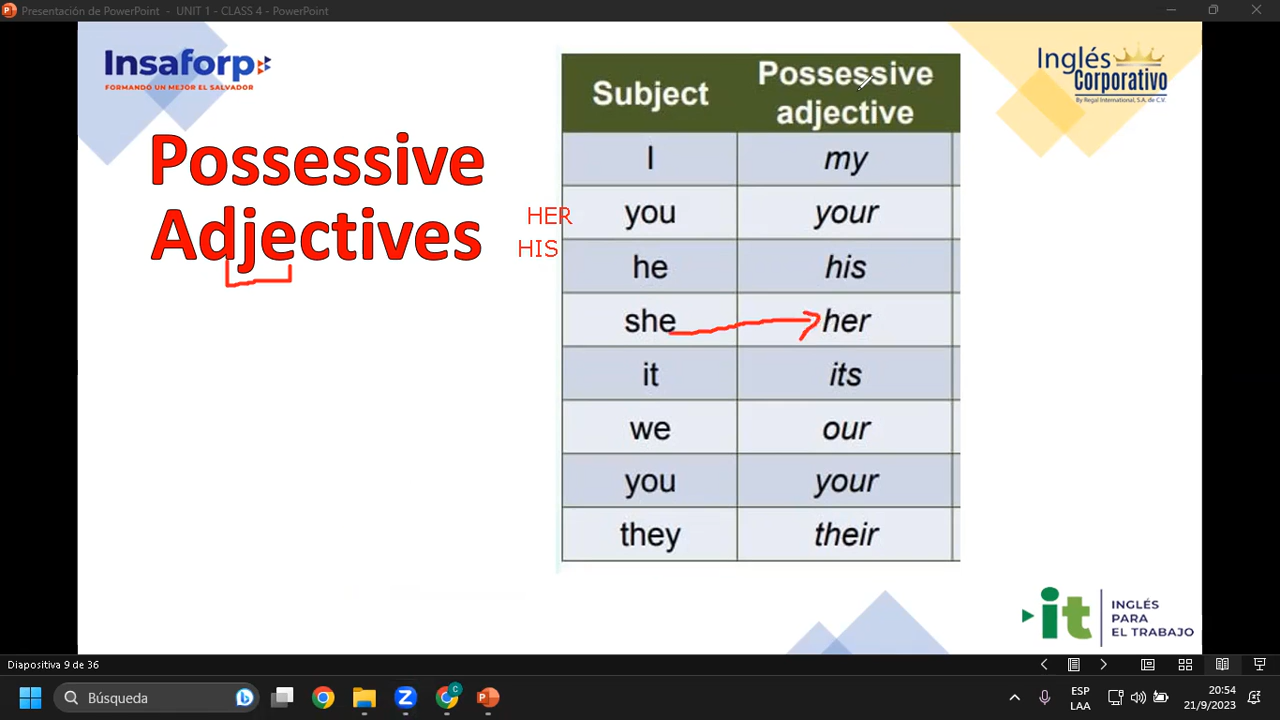 Presentación de PowerPoint - UNIT 1 - CLASS 4 - PowerPoint
Insaforp
FORMANDO UN MEJOR EL SALVADOR
Inglés
Corporativo
By Regal International, S.A. de C.V.
Possessive
Adjectives
HER
HIS
Subject Possessive adjective
I my
you your
he his
she her
it its
we our
you your
they their
it INGLÉS
PARA
EL TRABAJO
Diapositiva 9 de 36
Búsqueda
ESP
LAA
20:54
21/9/2023